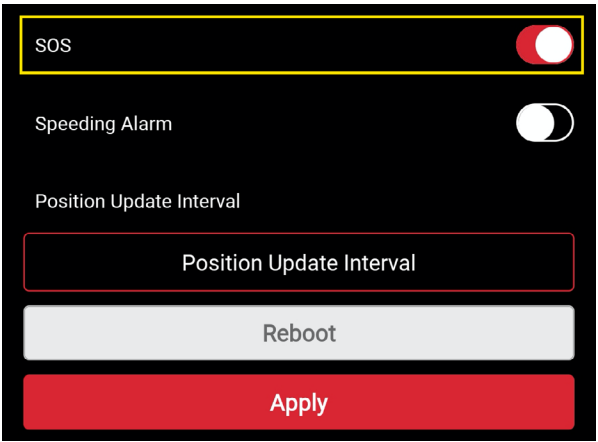 SOS
Speeding Alarm
Position Update Interval
Position Update Interval
Reboot
Apply